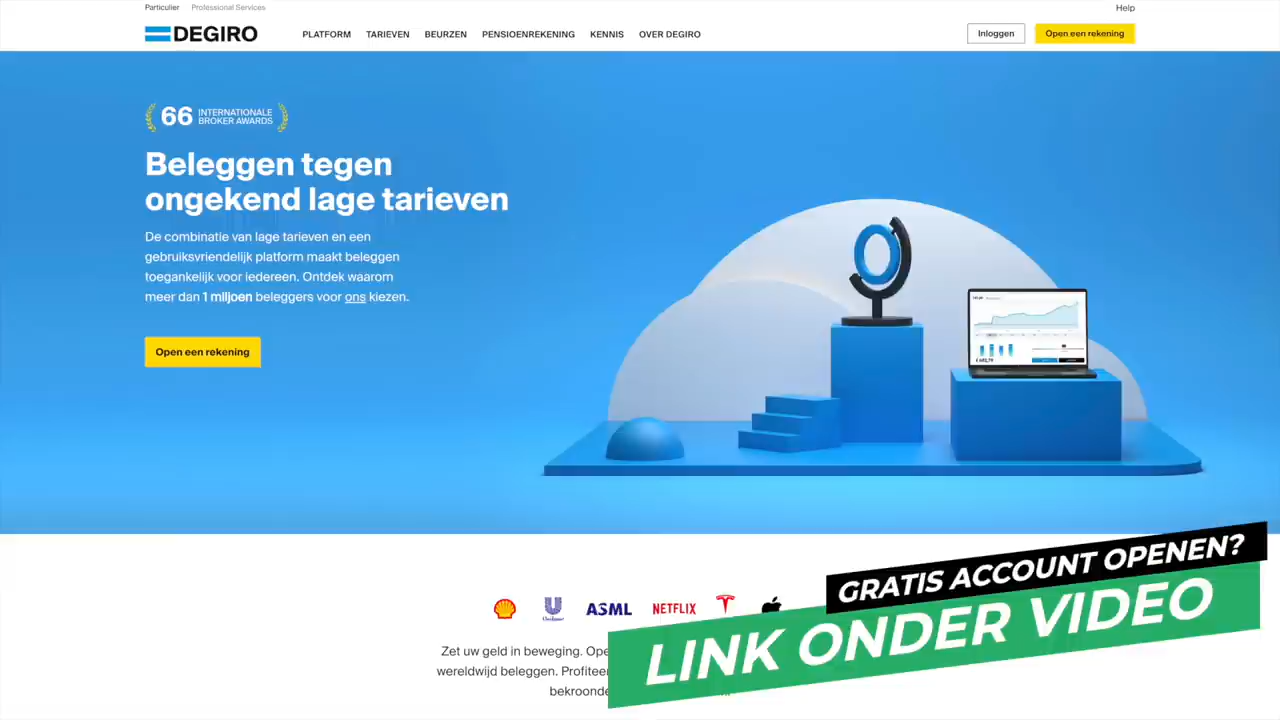 Particulier Professional Services Help
DEGIRO PLATFORM TARIEVEN BEURZEN PENSIOENREKENING KENNIS OVER DEGIRO Inloggen Open een rekening
66 INTERNATIONALE
BROKER AWARDS
Beleggen tegen
ongekend lage tarieven
De combinatie van lage tarieven en een
gebruiksvriendelijk platform maakt beleggen
toegankelijk voor iedereen. Ontdek waarom
meer dan 1 miljoen beleggers voor ons kiezen.
Open een rekening
Unilever ASML NETFLIX
Zet uw geld in beweging.
wereldwijd beleggen.
GRATIS ACCOUNT OPENEN?
LINK ONDER VIDEO